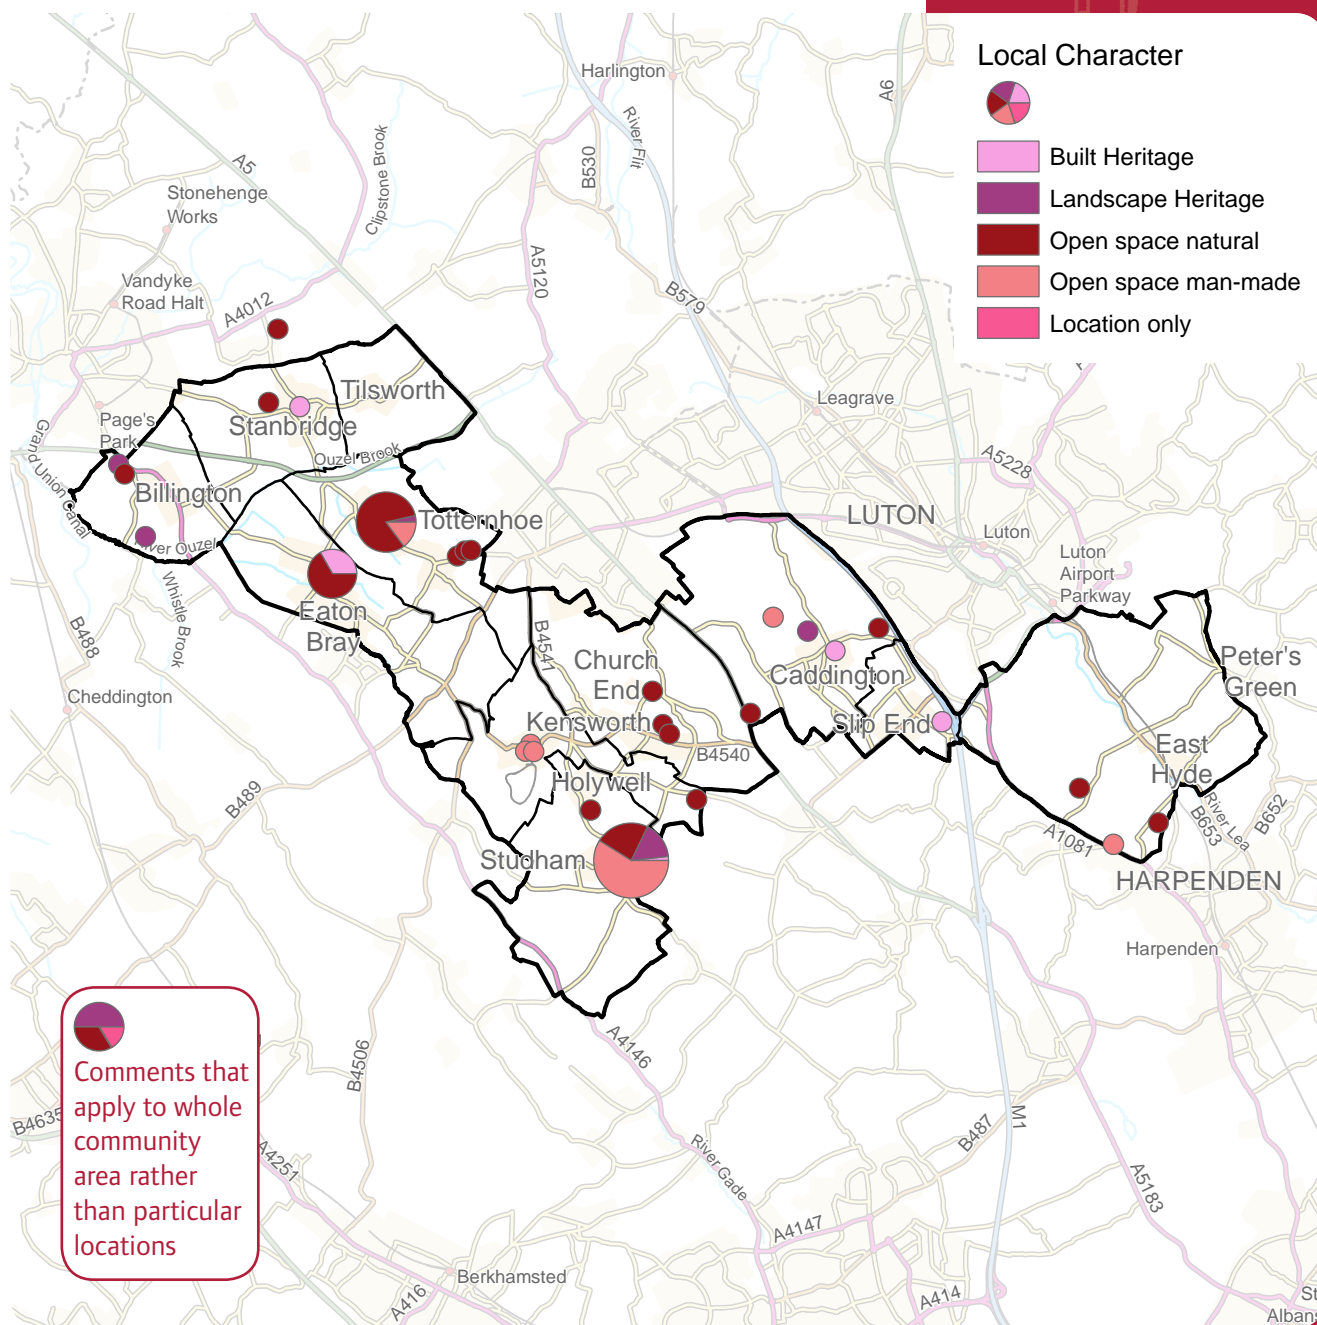 Local Character
Built Heritage
Landscape Heritage
Open space natural
Open space man-made
Location only
Harlington
A6
River Flit
B530
A5
Clipstone Brook
Stonehenge
Works
A5120
Vandyke
Road Halt
A4012
B579
Tilsworth
Leagrave
Page's
Park
Stanbridge
Grand Union Canal
Ouzel Brook
A5228
Billington
Totternhoe
LUTON
Luton
River Ouzel
Luton
Airport
Parkway
Whistle Brook
Eaton
Bray
B488
B4541
Church
End
Caddington
Peter's
Green
Cheddington
Kensworth
Slip End
B4540
East
Hyde
Holywell
B489
River Lea
B653
B652
A1081
Studham
HARPENDEN
Harpenden
A4146
B4506
Comments that
apply to whole
community
area rather
than particular
locations
B4635
A4251
River Gade
B487
M1
A5183
A4147
Berkhamsted
A416
A414
St
Albans